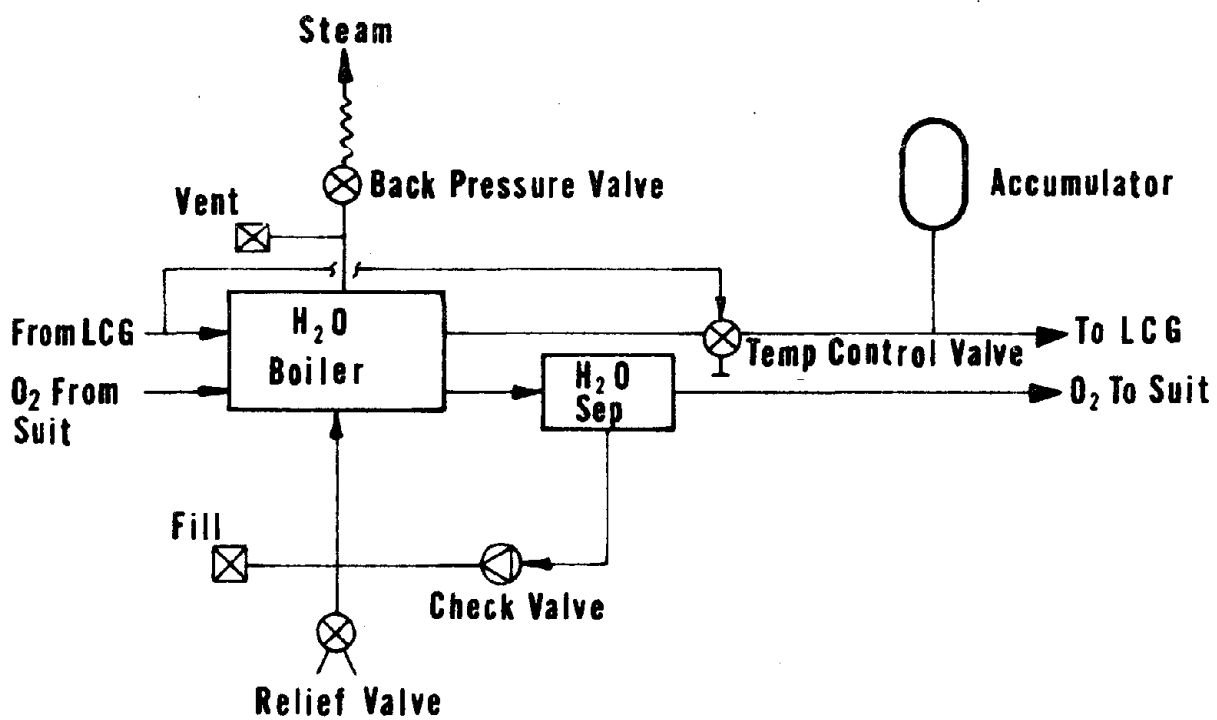 Steam
Back Pressure Valve
Accumulator
Vent
From LCG
H₂O
Boiler
To LCG
Temp Control Valve
O₂ From
Suit
H₂O
Sep
O₂ To Suit
Fill
Check Valve
Relief Valve